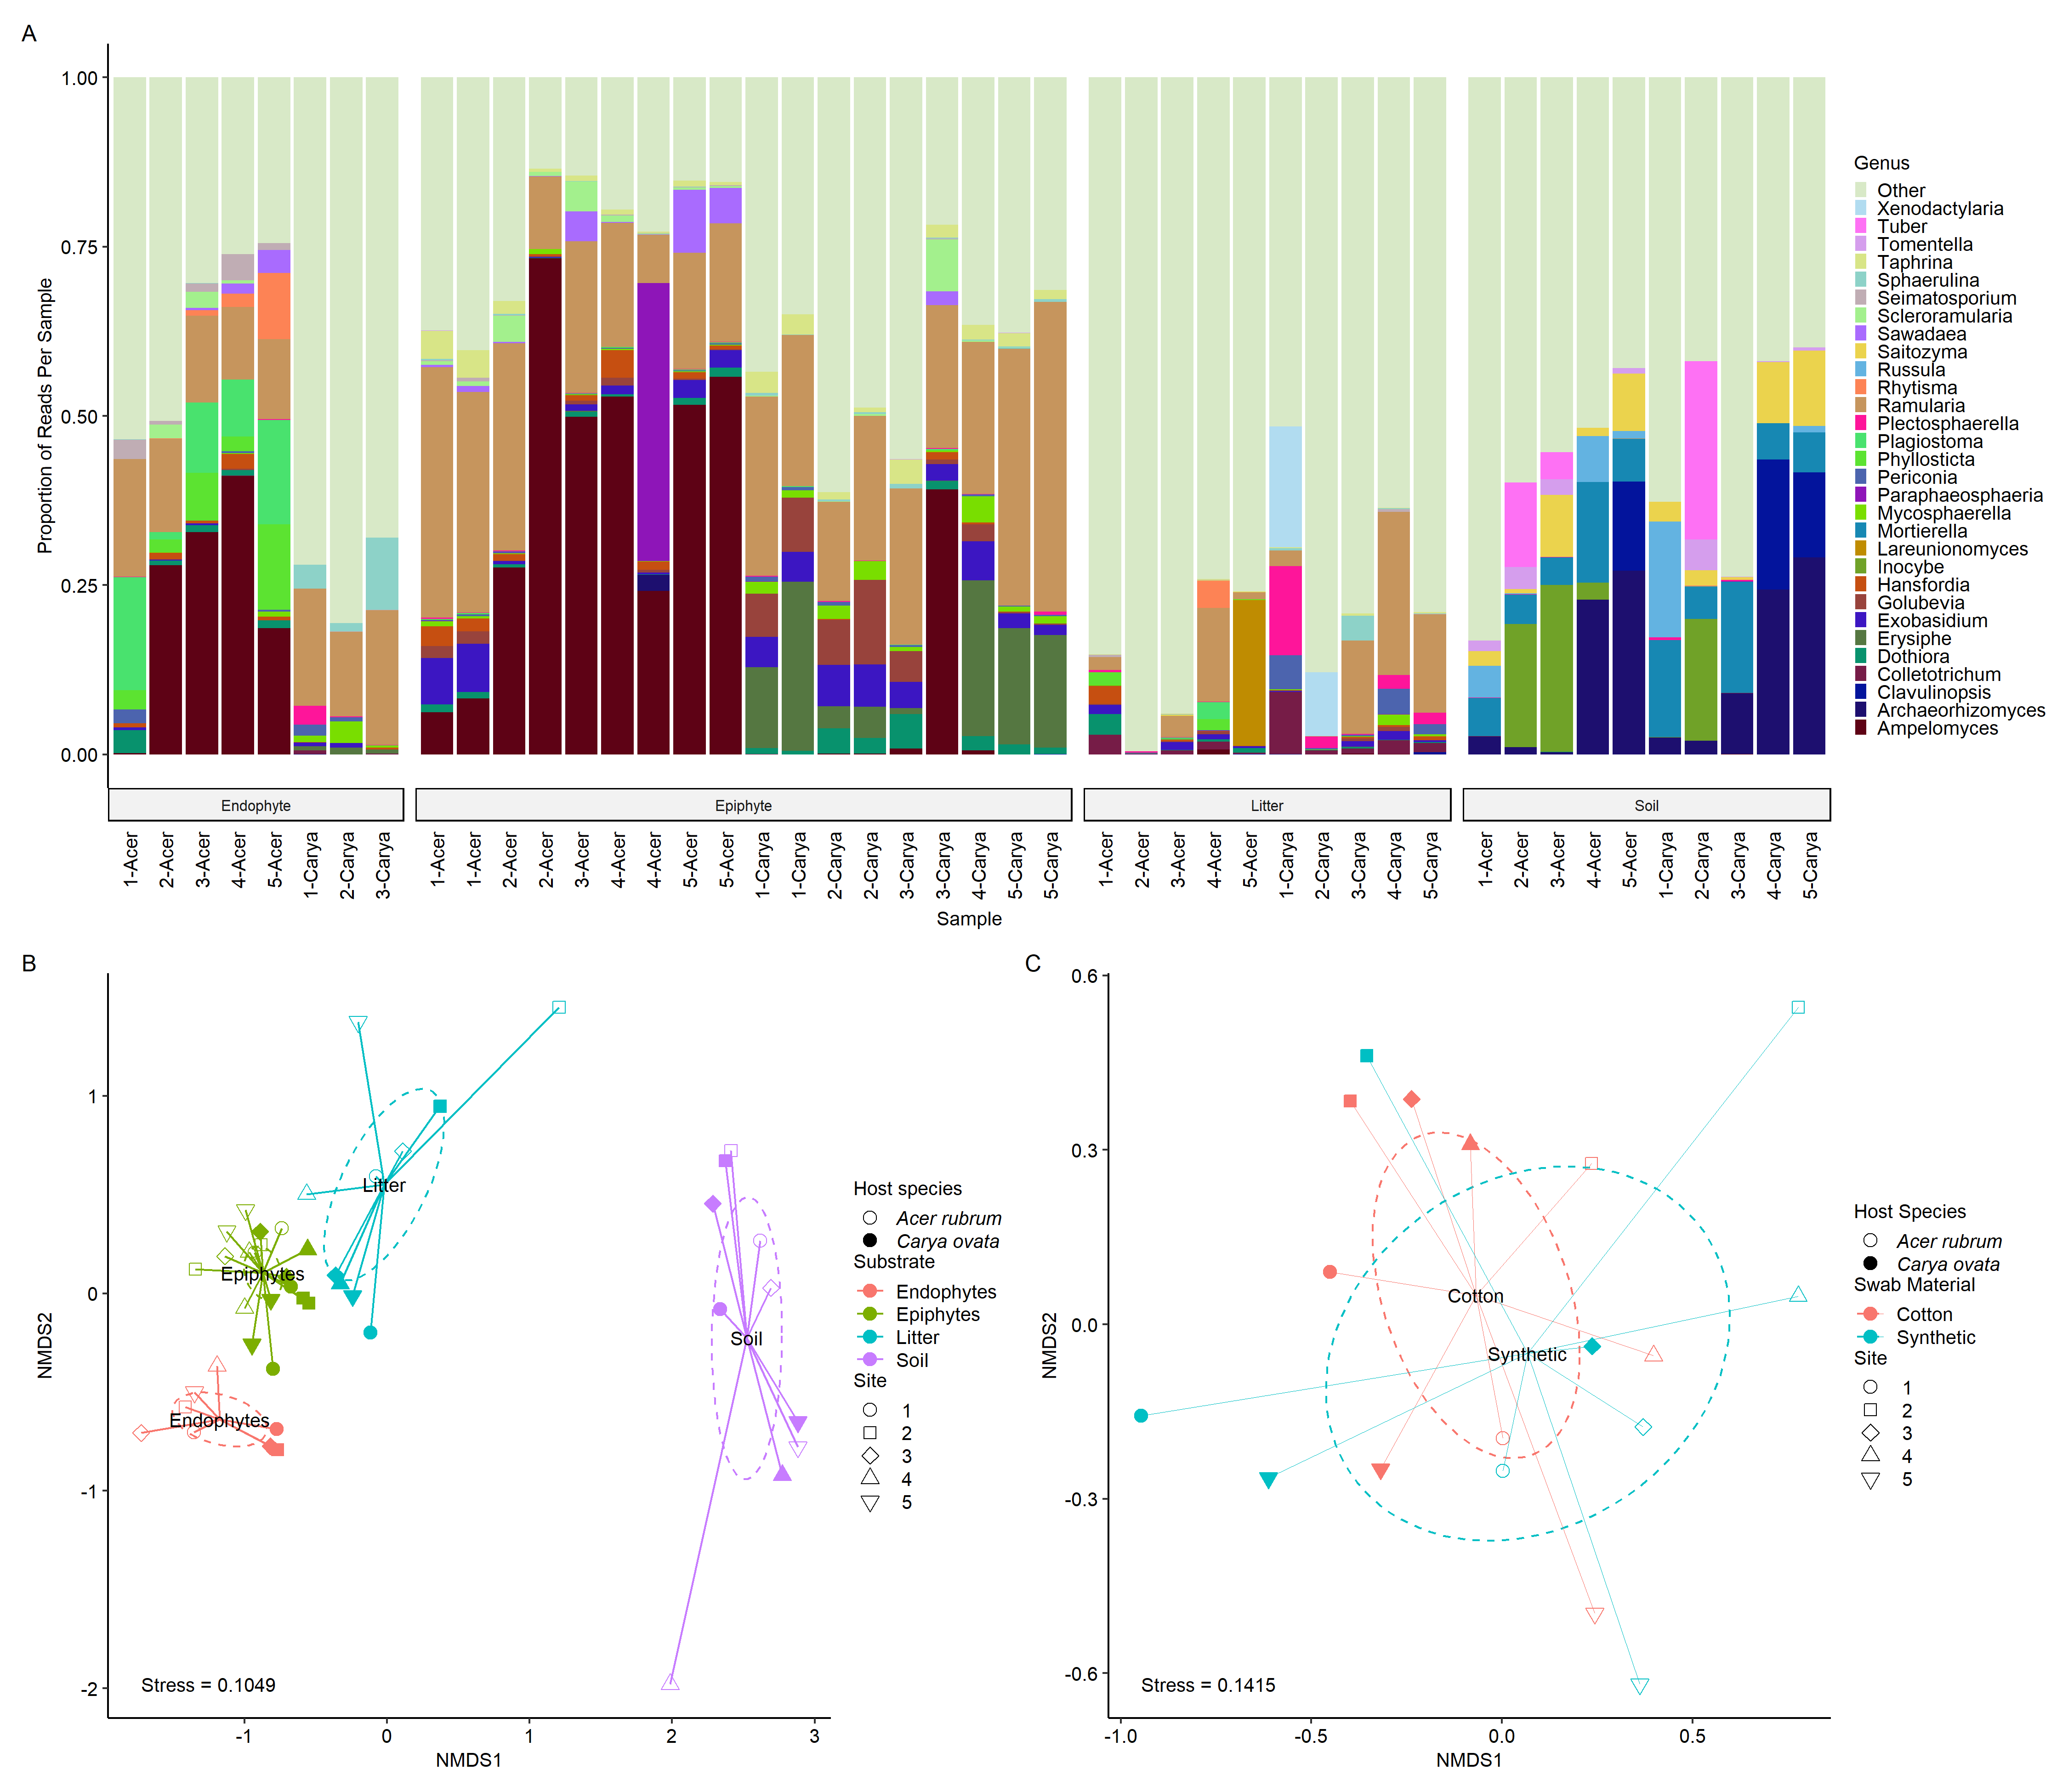 A
1.00
0.75
0.50
0.25
0.00
Proportion of Reads Per Sample
Endophyte
Epiphyte
Litter
Soil
1-Acer
2-Acer
3-Acer
4-Acer
5-Acer
1-Carya
2-Carya
3-Carya
1-Acer
1-Acer
2-Acer
2-Acer
3-Acer
4-Acer
4-Acer
5-Acer
5-Acer
1-Carya
1-Carya
2-Carya
2-Carya
3-Carya
3-Carya
4-Carya
5-Carya
5-Carya
1-Acer
2-Acer
3-Acer
4-Acer
5-Acer
1-Carya
2-Carya
3-Carya
4-Carya
5-Carya
1-Acer
2-Acer
3-Acer
4-Acer
5-Acer
1-Carya
2-Carya
3-Carya
4-Carya
5-Carya
Sample
Genus
Other
Xenodactylaria
Tuber
Tomentella
Taphrina
Sphaerulina
Seimatosporium
Scleroramularia
Sawadaea
Saitozyma
Russula
Rhytisma
Ramularia
Plectosphaerella
Plagiostoma
Phyllosticta
Periconia
Paraphaeosphaeria
Mycosphaerella
Mortierella
Lareunionomyces
Inocybe
Hansfordia
Golubevia
Exobasidium
Erysiphe
Dothiora
Colletotrichum
Clavulinopsis
Archaeorhizomyces
Ampelomyces
B
1
0
-1
-2
NMDS2
Litter
Epiphytes
Endophytes
Soil
Stress = 0.1049
-1
0
1
2
3
NMDS1
Host species
Acer rubrum
Carya ovata
Substrate
Endophytes
Epiphytes
Litter
Soil
Site
1
2
3
4
5
C
0.6
0.3
0.0
-0.3
-0.6
NMDS2
Cotton
Synthetic
Stress = 0.1415
-1.0
-0.5
0.0
0.5
NMDS1
Host Species
Acer rubrum
Carya ovata
Swab Material
Cotton
Synthetic
Site
1
2
3
4
5